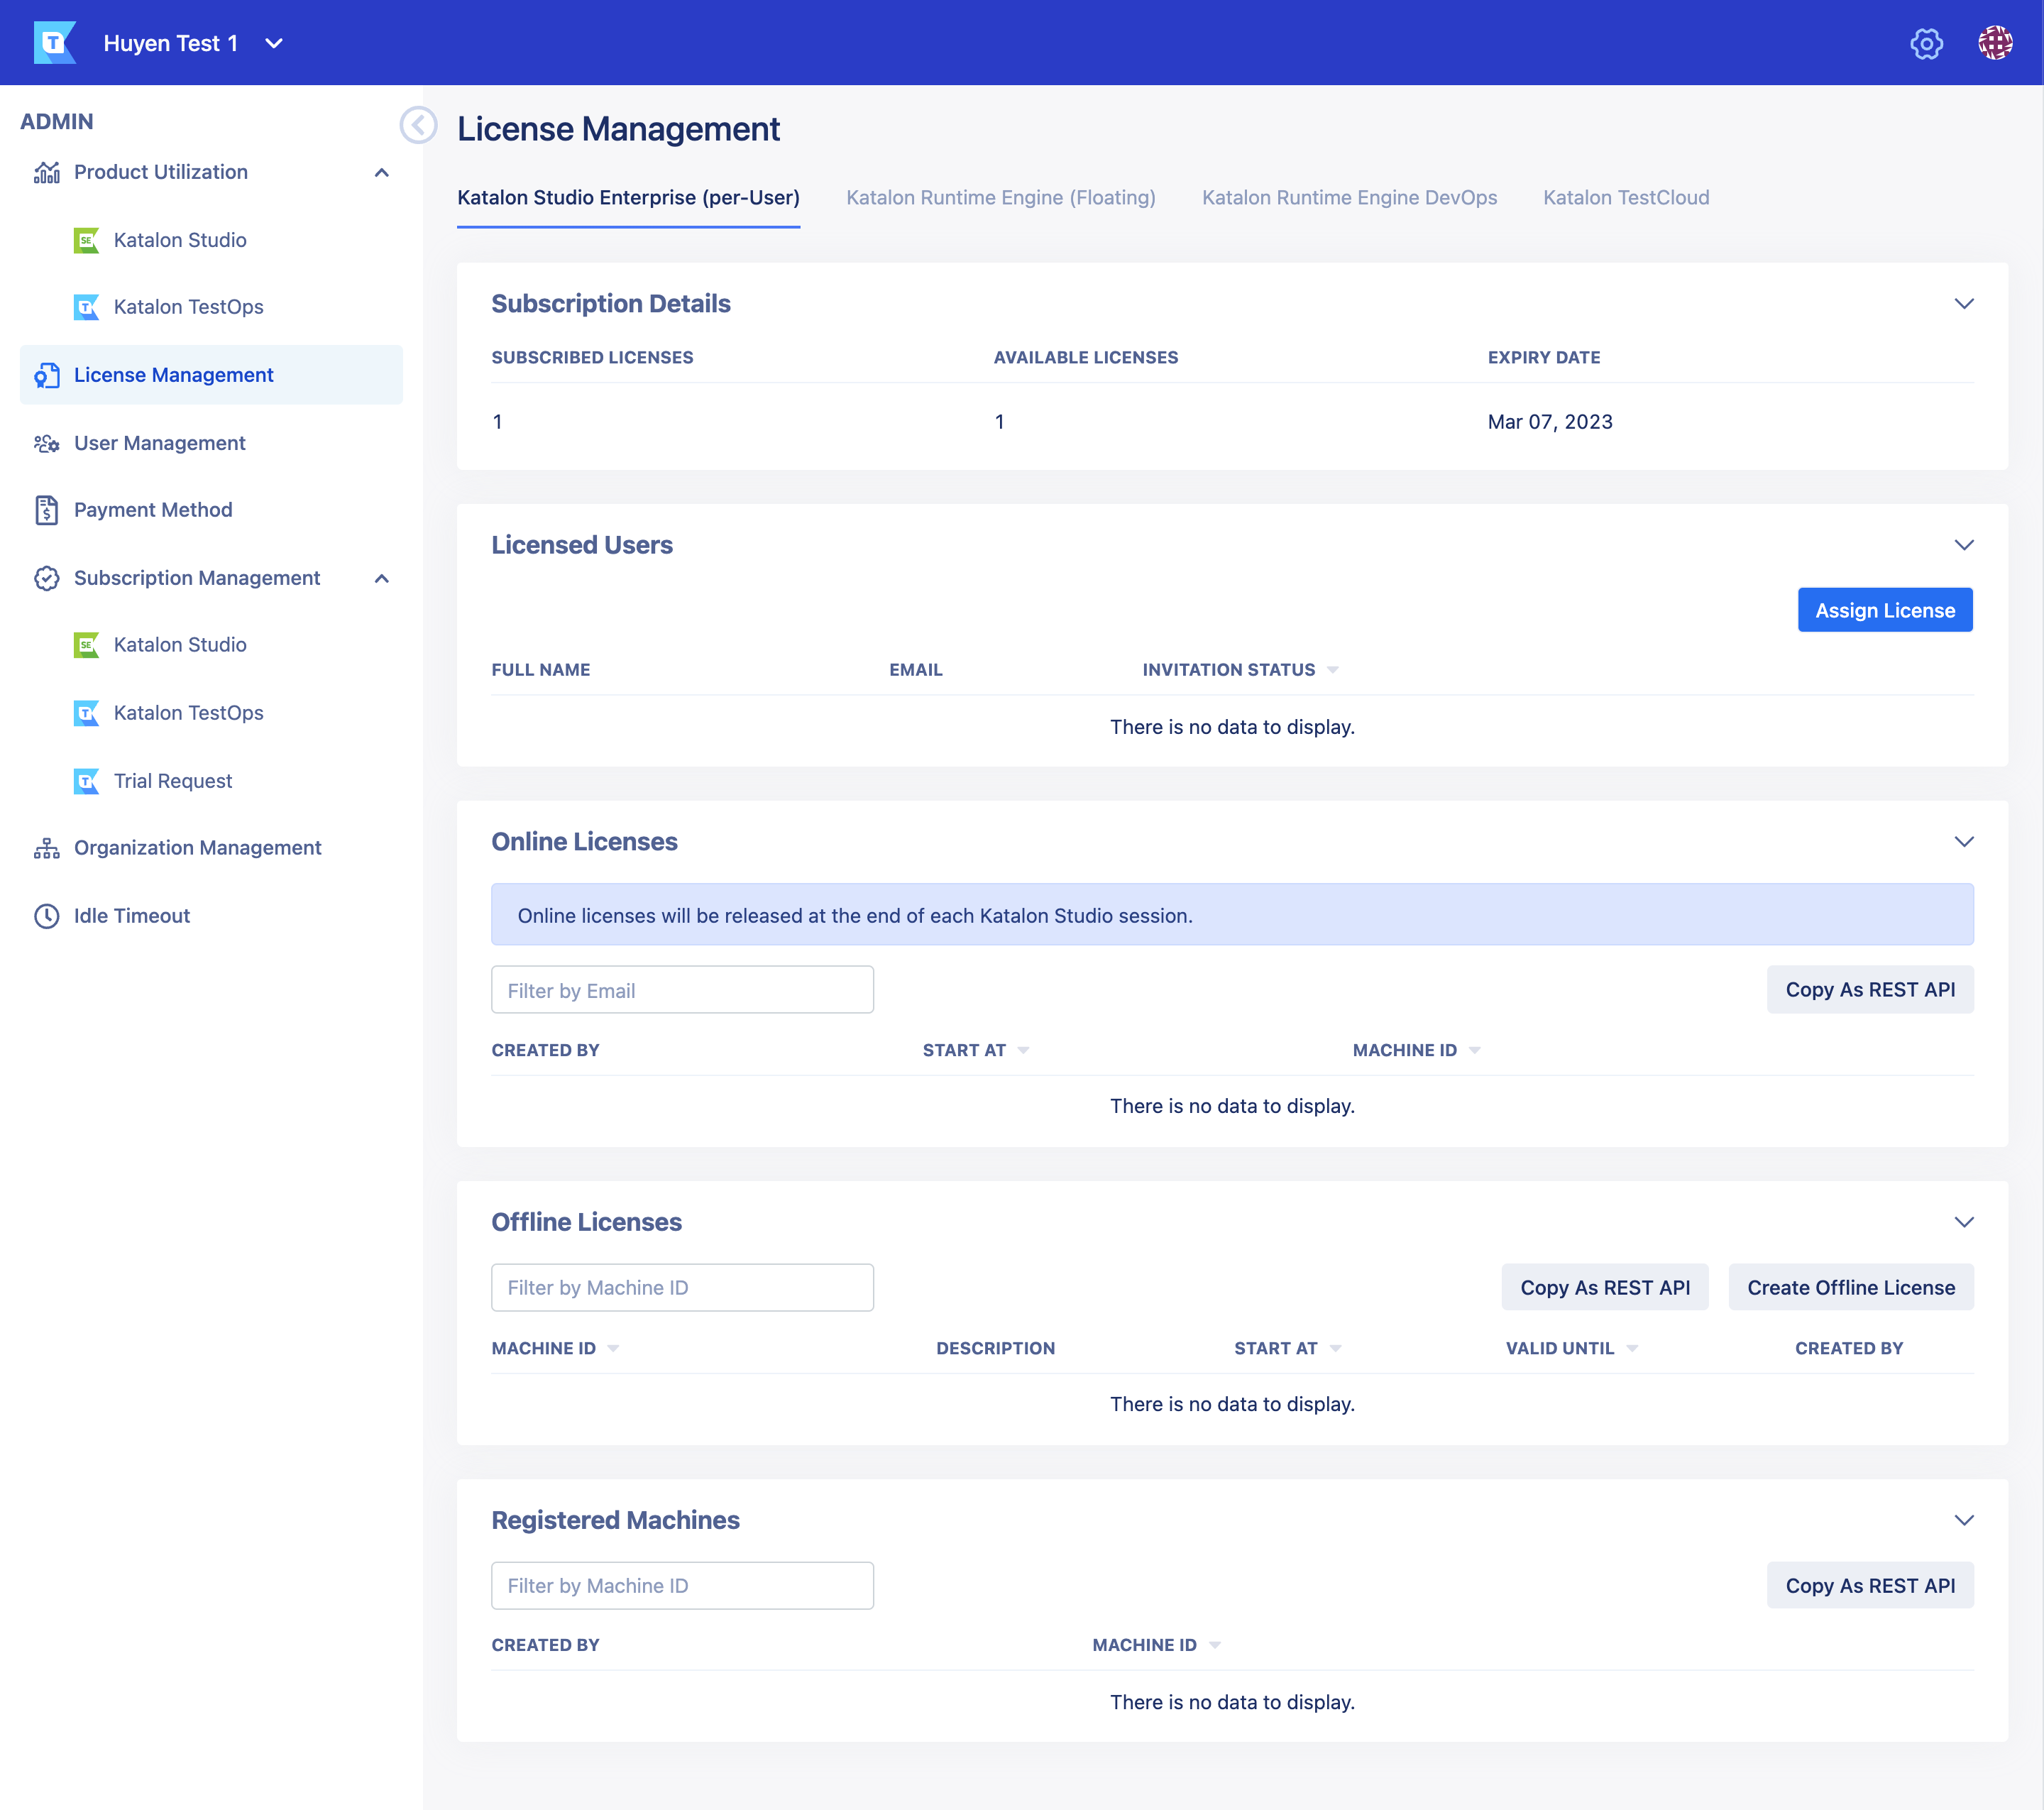 Huyen Test 1
ADMIN
Product Utilization
Katalon Studio
Katalon TestOps
License Management
User Management
Payment Method
Subscription Management
Katalon Studio
Katalon TestOps
Trial Request
Organization Management
Idle Timeout
License Management
Katalon Studio Enterprise (per-User) Katalon Runtime Engine (Floating) Katalon Runtime Engine DevOps Katalon TestCloud
Subscription Details
SUBSCRIBED LICENSES AVAILABLE LICENSES EXPIRY DATE
1 1 Mar 07, 2023
Licensed Users
Assign License
FULL NAME EMAIL INVITATION STATUS
There is no data to display.
Online Licenses
Online licenses will be released at the end of each Katalon Studio session.
Filter by Email Copy As REST API
CREATED BY START AT MACHINE ID
There is no data to display.
Offline Licenses
Filter by Machine ID Copy As REST API Create Offline License
MACHINE ID DESCRIPTION START AT VALID UNTIL CREATED BY
There is no data to display.
Registered Machines
Filter by Machine ID Copy As REST API
CREATED BY MACHINE ID
There is no data to display.